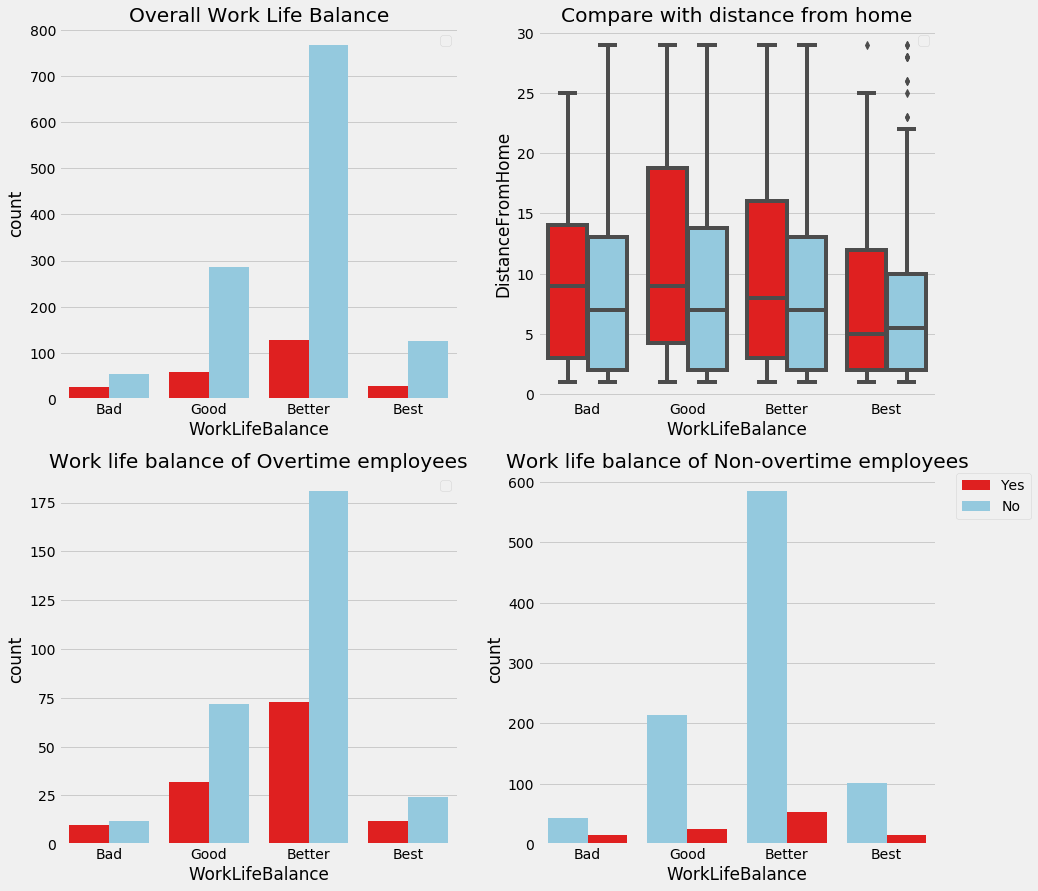 Overall Work Life Balance
800
700
600
500
400
300
200
100
0
count
Bad Good Better Best
WorkLifeBalance
Compare with distance from home
30
25
20
15
10
5
0
DistanceFromHome
Bad Good Better Best
WorkLifeBalance
Work life balance of Overtime employees
175
150
125
100
75
50
25
0
count
Bad Good Better Best
WorkLifeBalance
Work life balance of Non-overtime employees
600
500
400
300
200
100
0
count
Bad Good Better Best
WorkLifeBalance
Yes
No